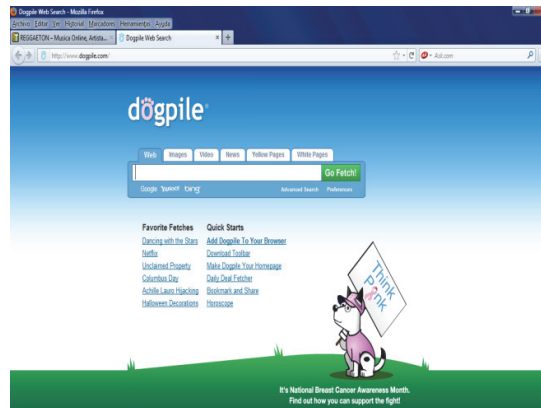 Dogpile Web Search - Mozilla Firefox
Archivo Editar Ver Historial Marcadores Herramientas Ayuda
REGGAETON – Musica Online, Artista...
Dogpile Web Search
http://www.dogpile.com/
Ask.com
dogpile
Web Images Video News Yellow Pages White Pages
Go Fetch!
Google Yahoo! bing
Advanced Search Preferences
Favorite Fetches
Dancing with the Stars
Netflix
Unclaimed Property
Columbus Day
Achille Lauro Hijacking
Halloween Decorations
Quick Starts
Add Dogpile To Your Browser
Download Toolbar
Make Dogpile Your Homepage
Daily Deal Fetcher
Bookmark and Share
Horoscope
Think
Pink
It's National Breast Cancer Awareness Month.
Find out how you can support the fight!